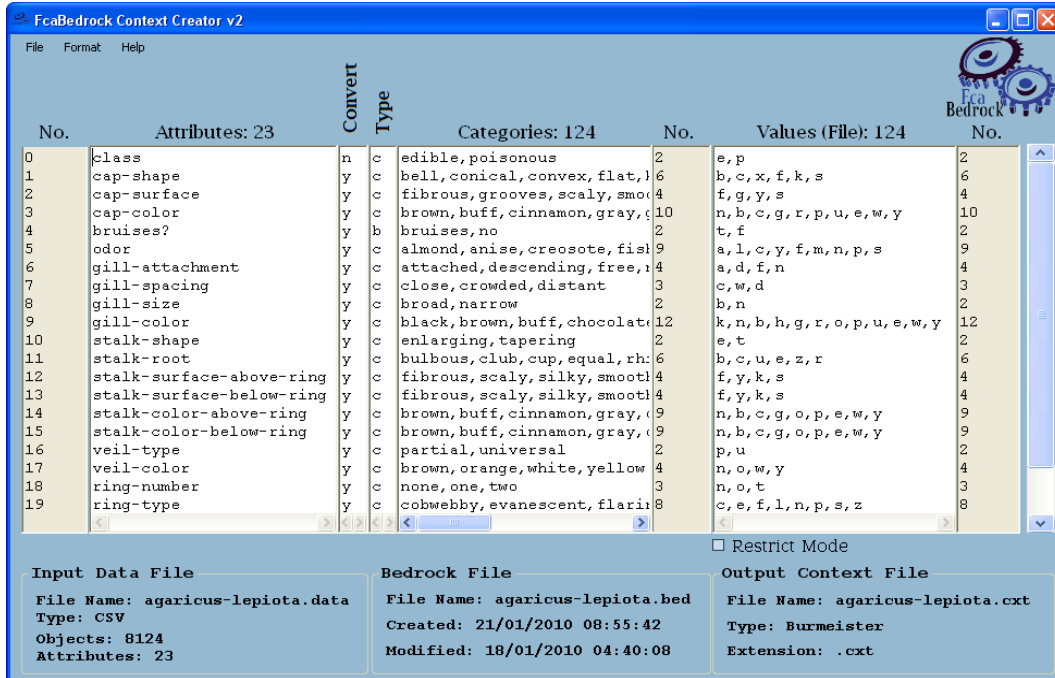 FcaBedrock Context Creator v2
File Format Help
Fca
Bedrock
No. Attributes: 23 Convert Type Categories: 124 No. Values (File): 124 No.
0 class n c edible,poisonous 2 e,p 2
1 cap-shape y c bell,conical,convex,flat, 6 b,c,x,f,k,s 6
2 cap-surface y c fibrous,grooves,scaly,smo 4 f,g,y,s 4
3 cap-color y c brown,buff,cinnamon,gray, 10 n,b,c,g,r,p,u,e,w,y 10
4 bruises? y b bruises,no 2 t,f 2
5 odor y c almond,anise,creosote,fis 9 a,l,c,y,f,m,n,p,s 9
6 gill-attachment y c attached,descending,free, 4 a,d,f,n 4
7 gill-spacing y c close,crowded,distant 3 c,w,d 3
8 gill-size y c broad,narrow 2 b,n 2
9 gill-color y c black,brown,buff,chocolat 12 k,n,b,h,g,r,o,p,u,e,w,y 12
10 stalk-shape y c enlarging,tapering 2 e,t 2
11 stalk-root y c bulbous,club,cup,equal,rh 6 b,c,u,e,z,r 6
12 stalk-surface-above-ring y c fibrous,scaly,silky,smoot 4 f,y,k,s 4
13 stalk-surface-below-ring y c fibrous,scaly,silky,smoot 4 f,y,k,s 4
14 stalk-color-above-ring y c brown,buff,cinnamon,gray, 9 n,b,c,g,o,p,e,w,y 9
15 stalk-color-below-ring y c brown,buff,cinnamon,gray, 9 n,b,c,g,o,p,e,w,y 9
16 veil-type y c partial,universal 2 p,u 2
17 veil-color y c brown,orange,white,yellow 4 n,o,w,y 4
18 ring-number y c none,one,two 3 n,o,t 3
19 ring-type y c cobwebby,evanescent,flari 8 c,e,f,l,n,p,s,z 8
Restrict Mode
Input Data File
File Name: agaricus-lepiota.data
Type: CSV
Objects: 8124
Attributes: 23
Bedrock File
File Name: agaricus-lepiota.bed
Created: 21/01/2010 08:55:42
Modified: 18/01/2010 04:40:08
Output Context File
File Name: agaricus-lepiota.cxt
Type: Burmeister
Extension: .cxt